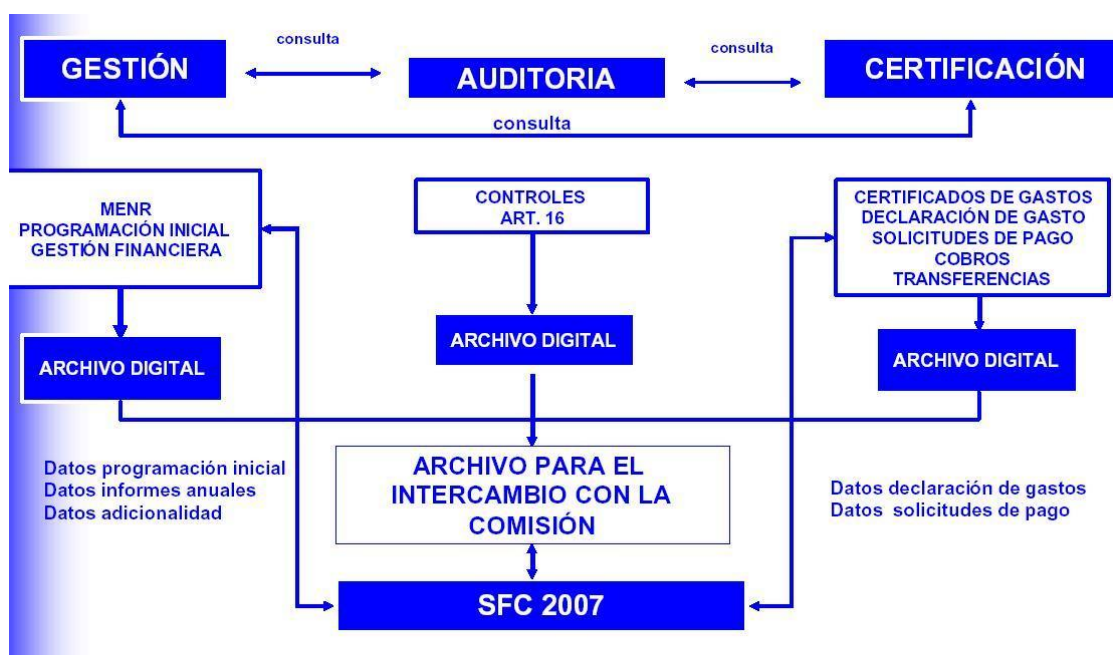 consulta
consulta
GESTIÓN
AUDITORIA
CERTIFICACIÓN
consulta
MENR
PROGRAMACIÓN INICIAL
GESTIÓN FINANCIERA
CONTROLES
ART. 16
CERTIFICADOS DE GASTOS
DECLARACIÓN DE GASTO
SOLICITUDES DE PAGO
COBROS
TRANSFERENCIAS
ARCHIVO DIGITAL
ARCHIVO DIGITAL
ARCHIVO DIGITAL
Datos programación inicial
Datos informes anuales
Datos adicionalidad
ARCHIVO PARA EL
INTERCAMBIO CON LA
COMISIÓN
Datos declaración de gastos
Datos solicitudes de pago
SFC 2007